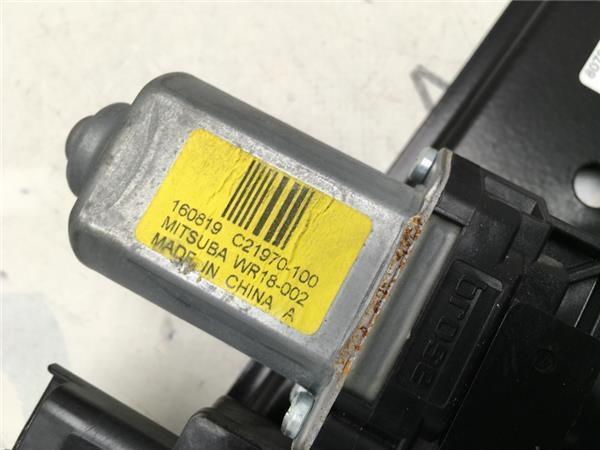 160819 C21970-100
MITSUBA WR18-002
MADE IN CHINA A
brose